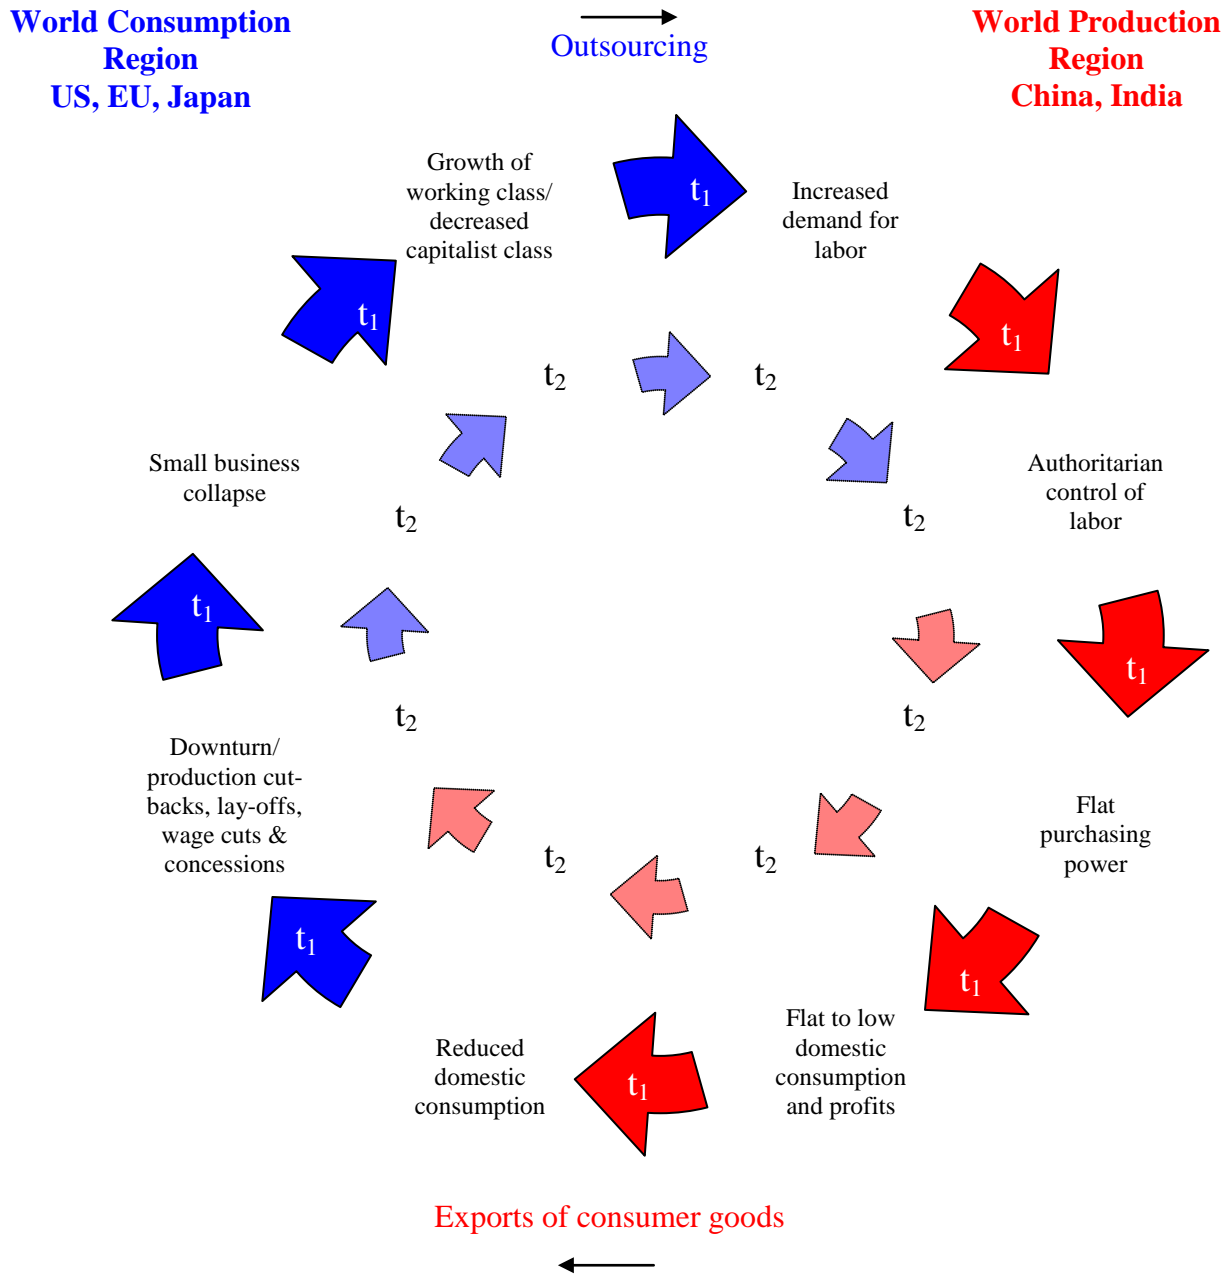 World Consumption
Region
US, EU, Japan
Outsourcing
World Production
Region
China, India
Growth of
working class/
decreased
capitalist class
t₁
Increased
demand for
labor
t₁
t₁
t₂
t₂
Small business
collapse
t₂
t₂
Authoritarian
control of
labor
t₁
t₁
t₂
t₂
Downturn/
production cut-
backs, lay-offs,
wage cuts &
concessions
Flat
purchasing
power
t₂
t₂
t₁
t₁
Reduced
domestic
consumption
t₁
Flat to low
domestic
consumption
and profits
Exports of consumer goods